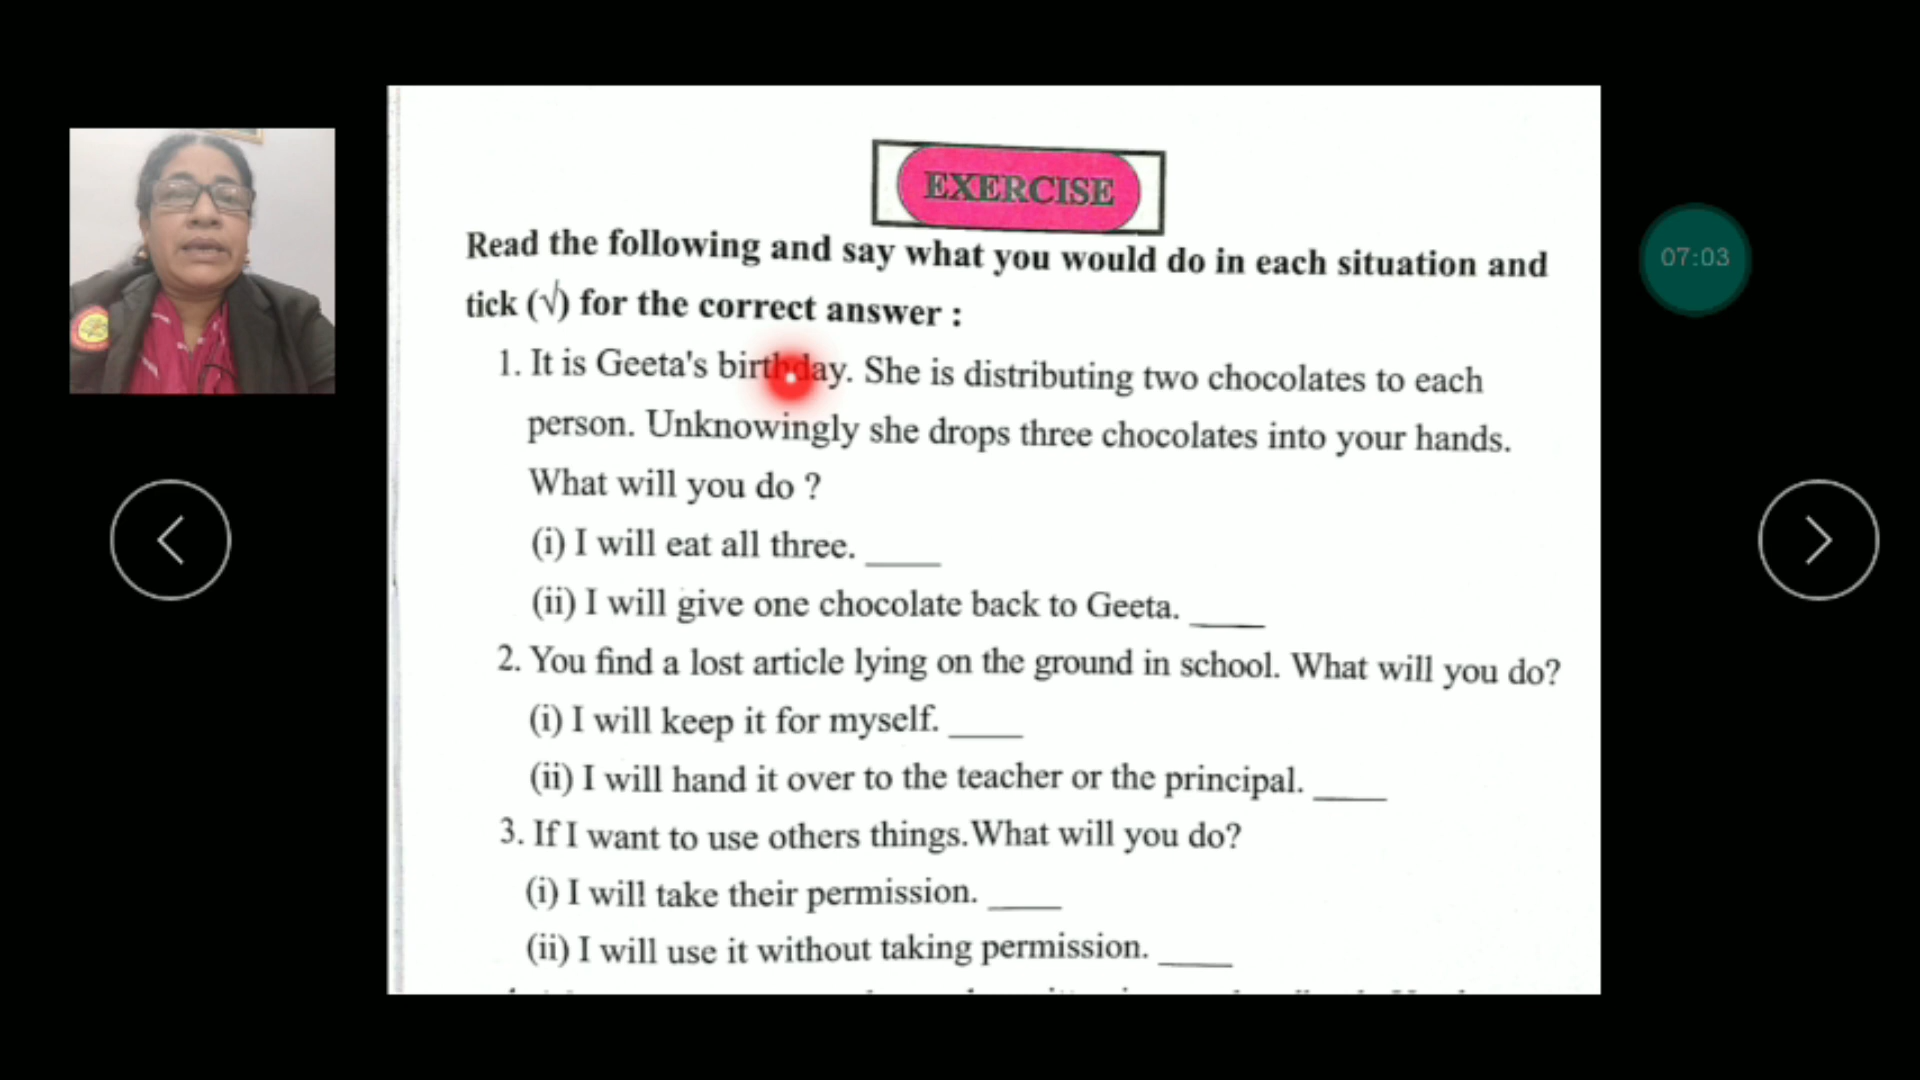 EXERCISE
Read the following and say what you would do in each situation and
tick (√) for the correct answer :
1. It is Geeta's birthday. She is distributing two chocolates to each
person. Unknowingly she drops three chocolates into your hands.
What will you do ?
(i) I will eat all three. ____
(ii) I will give one chocolate back to Geeta. ____
2. You find a lost article lying on the ground in school. What will you do?
(i) I will keep it for myself. ____
(ii) I will hand it over to the teacher or the principal. ____
3. If I want to use others things.What will you do?
(i) I will take their permission. ____
(ii) I will use it without taking permission. ____
07:03